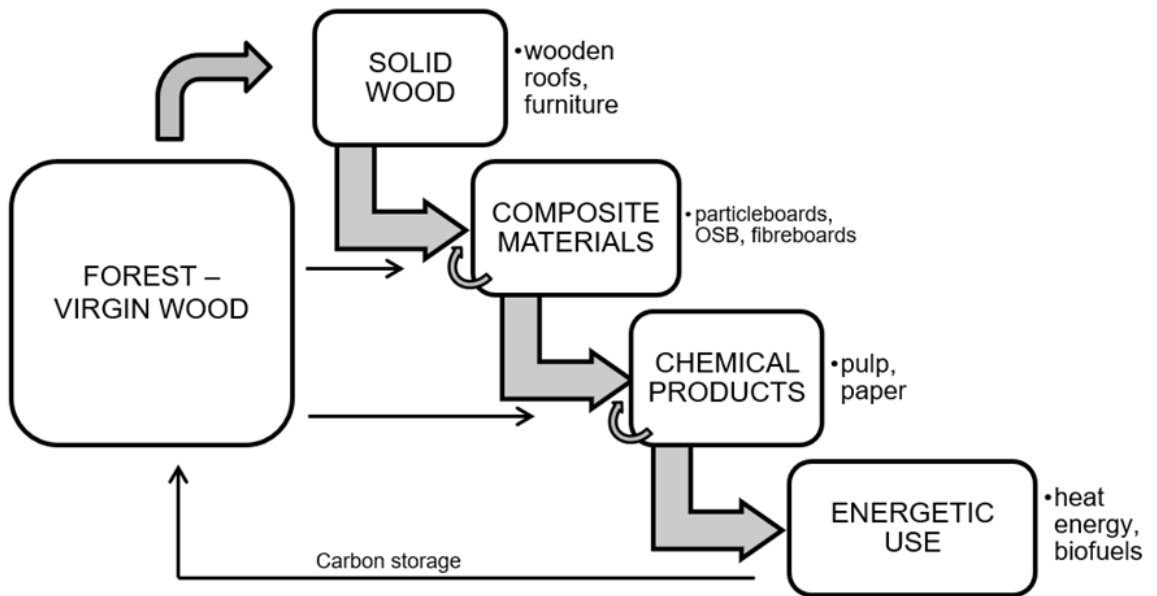 SOLID
WOOD
•wooden
roofs,
furniture
FOREST –
VIRGIN WOOD
COMPOSITE
MATERIALS
•particleboards,
OSB, fibreboards
CHEMICAL
PRODUCTS
•pulp,
paper
ENERGETIC
USE
•heat
energy,
biofuels
Carbon storage